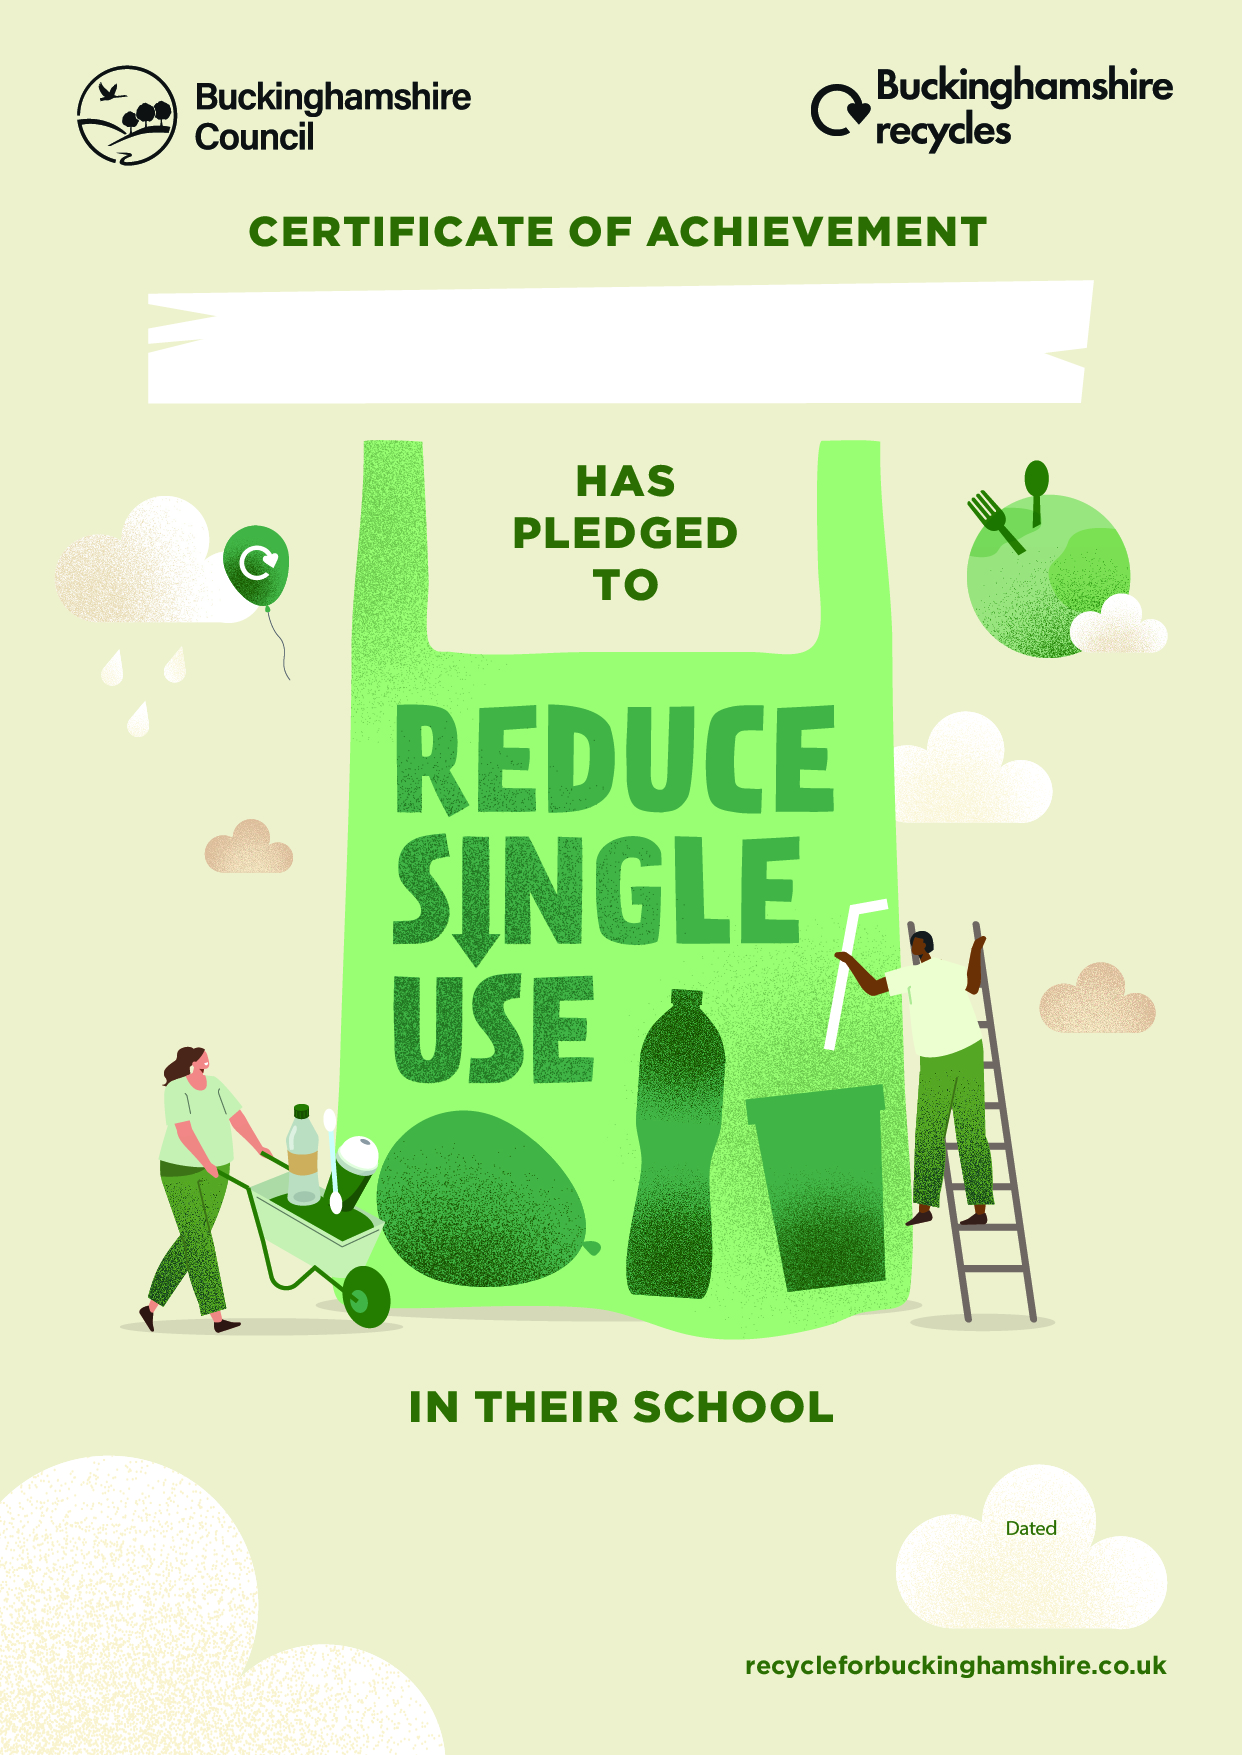 Buckinghamshire
Council
Buckinghamshire
recycles
CERTIFICATE OF ACHIEVEMENT
HAS
PLEDGED
TO
REDUCE
SINGLE
USE
IN THEIR SCHOOL
Dated
recycleforbuckinghamshire.co.uk